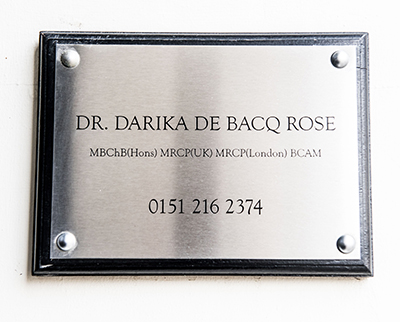 DR. DARIKA DE BACQ ROSE
MBChB(Hons) MRCP(UK) MRCP(London) BCAM
0151 216 2374